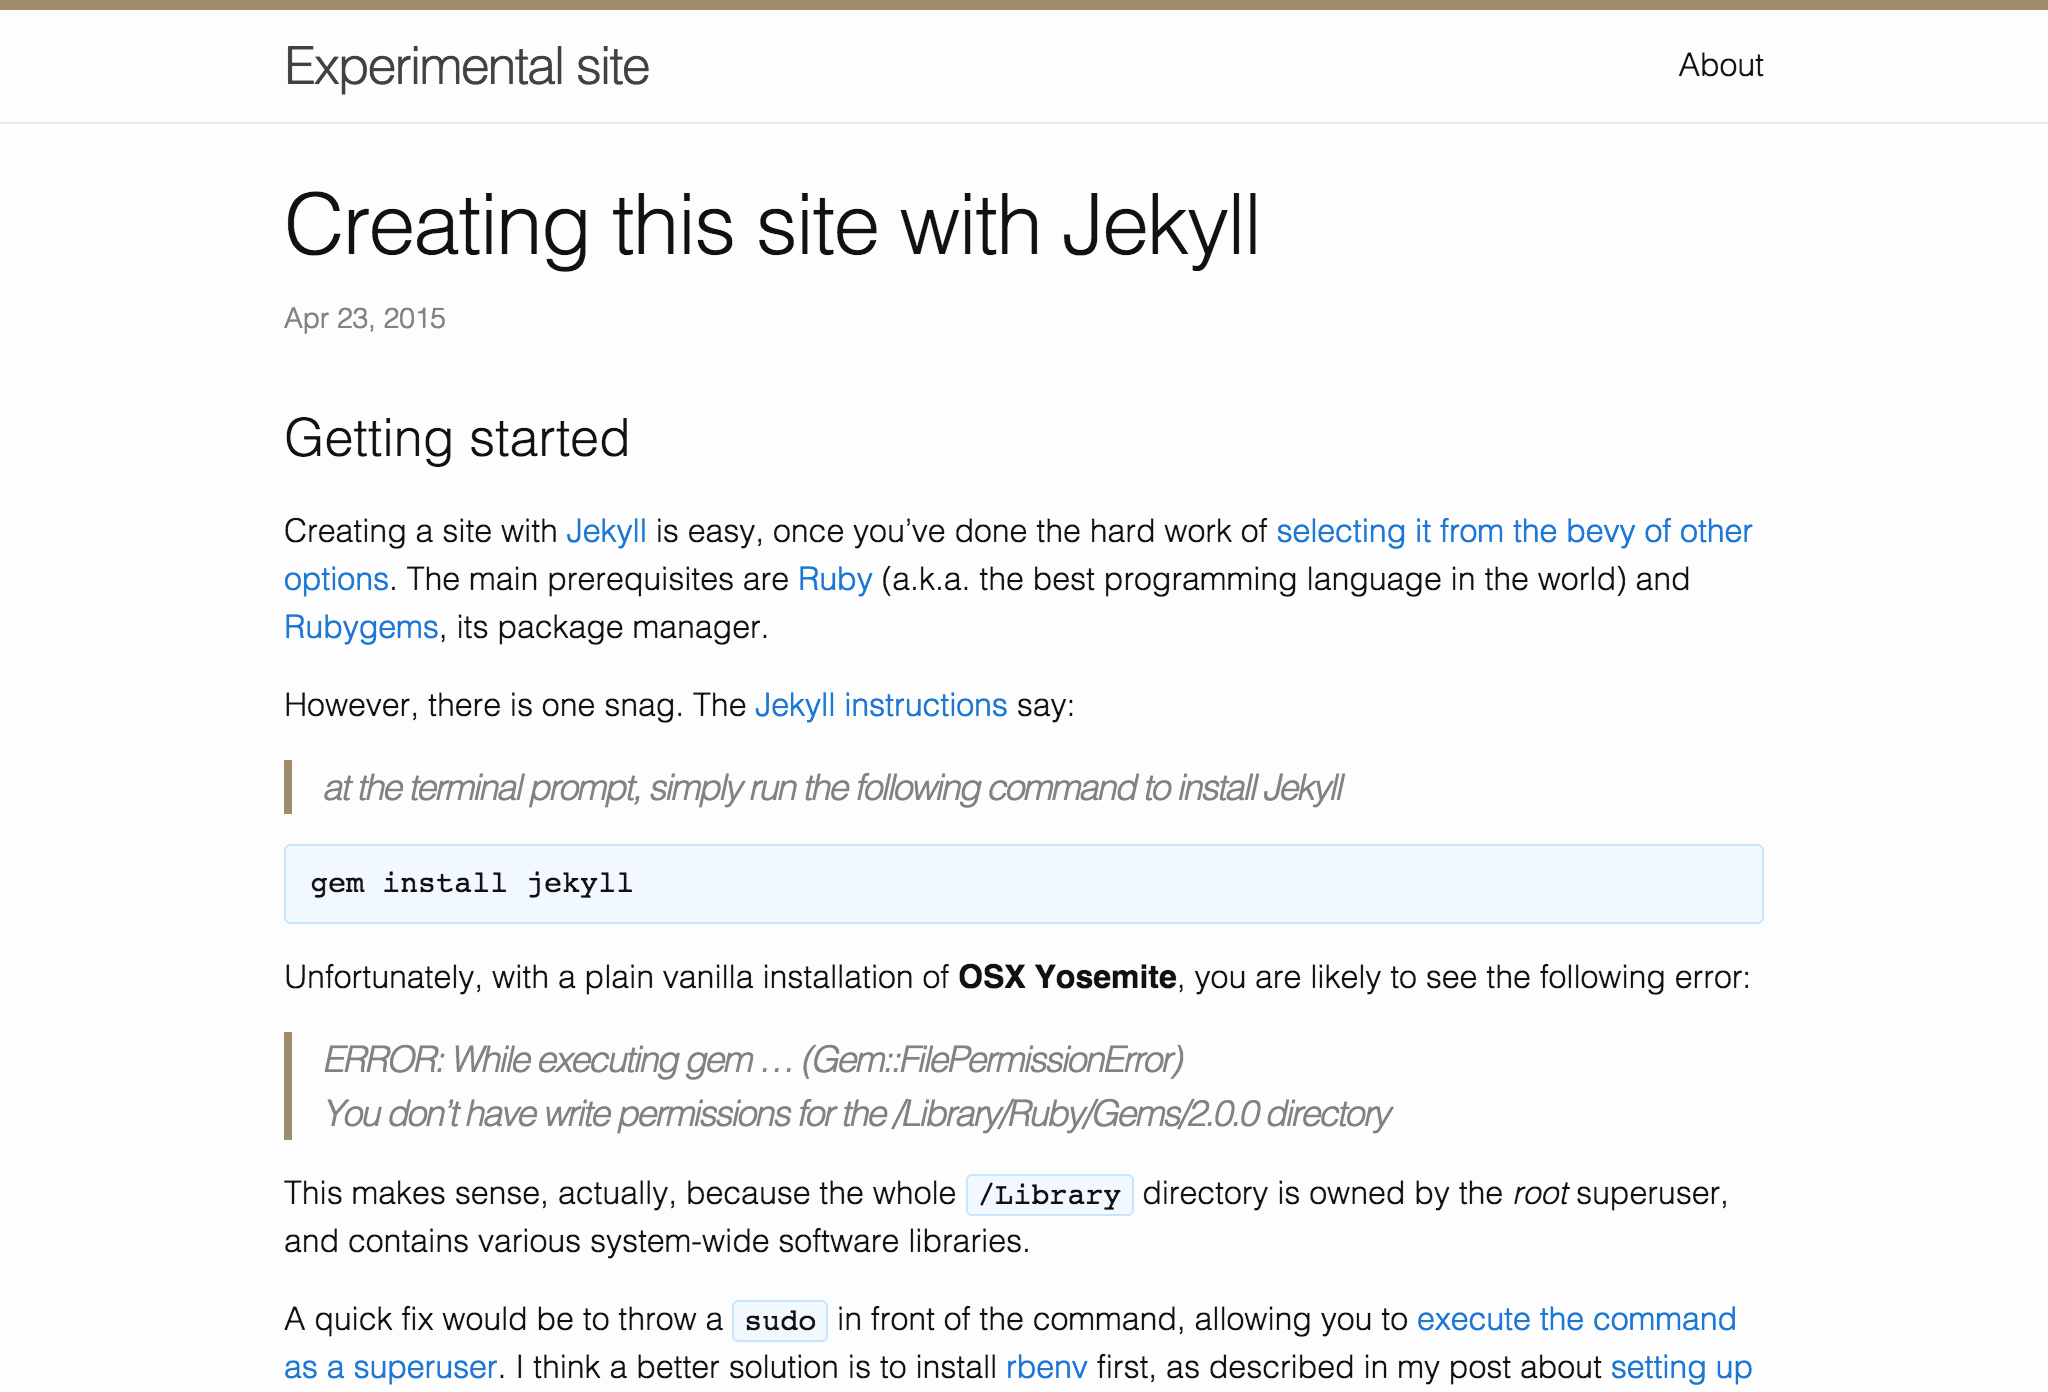 Experimental site
About
Creating this site with Jekyll
Apr 23, 2015
Getting started
Creating a site with Jekyll is easy, once you’ve done the hard work of selecting it from the bevy of other
options. The main prerequisites are Ruby (a.k.a. the best programming language in the world) and
Rubygems, its package manager.
However, there is one snag. The Jekyll instructions say:
at the terminal prompt, simply run the following command to install Jekyll
gem install jekyll
Unfortunately, with a plain vanilla installation of OSX Yosemite, you are likely to see the following error:
ERROR: While executing gem … (Gem::FilePermissionError)
You don’t have write permissions for the /Library/Ruby/Gems/2.0.0 directory
This makes sense, actually, because the whole /Library directory is owned by the root superuser,
and contains various system-wide software libraries.
A quick fix would be to throw a sudo in front of the command, allowing you to execute the command
as a superuser. I think a better solution is to install rbenv first, as described in my post about setting up